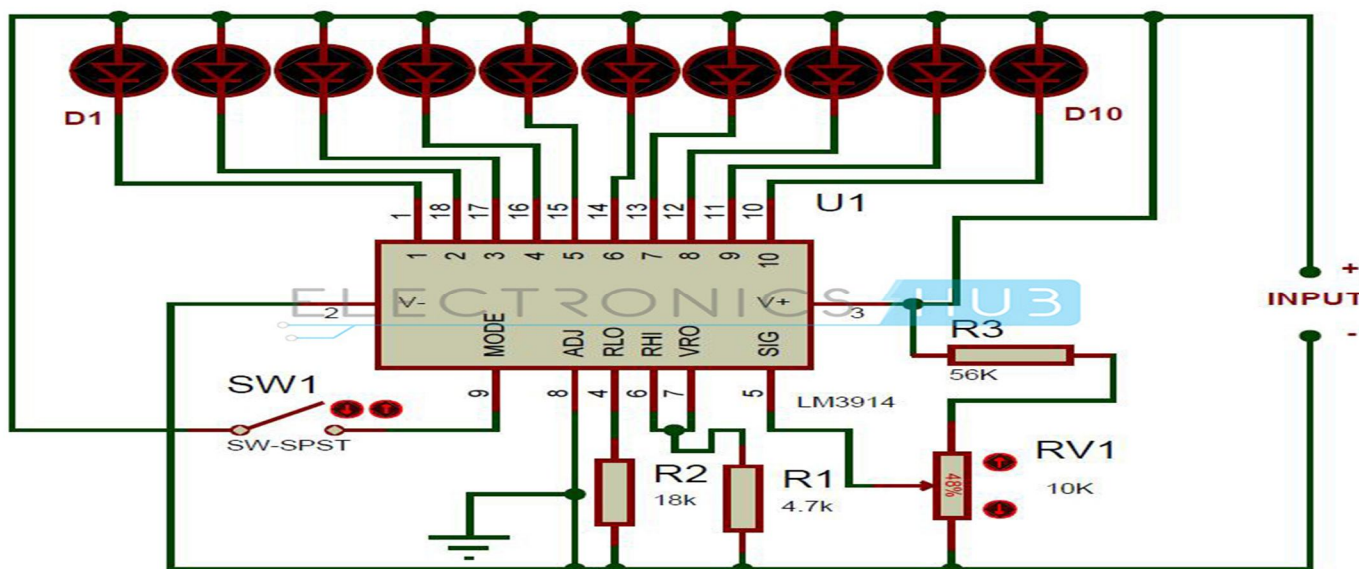 D1
D10
U1
1
18
17
16
15
14
13
12
11
10
1
2
3
4
5
6
7
8
9
10
ELECTRONICS HUB
V-
V+
2
3
+
INPUT
-
MODE
ADJ
RLO
RHI
VRO
SIG
R3
56K
9
8
4
6
7
5
LM3914
SW1
SW-SPST
R2
18k
R1
4.7k
RV1
48%
10K